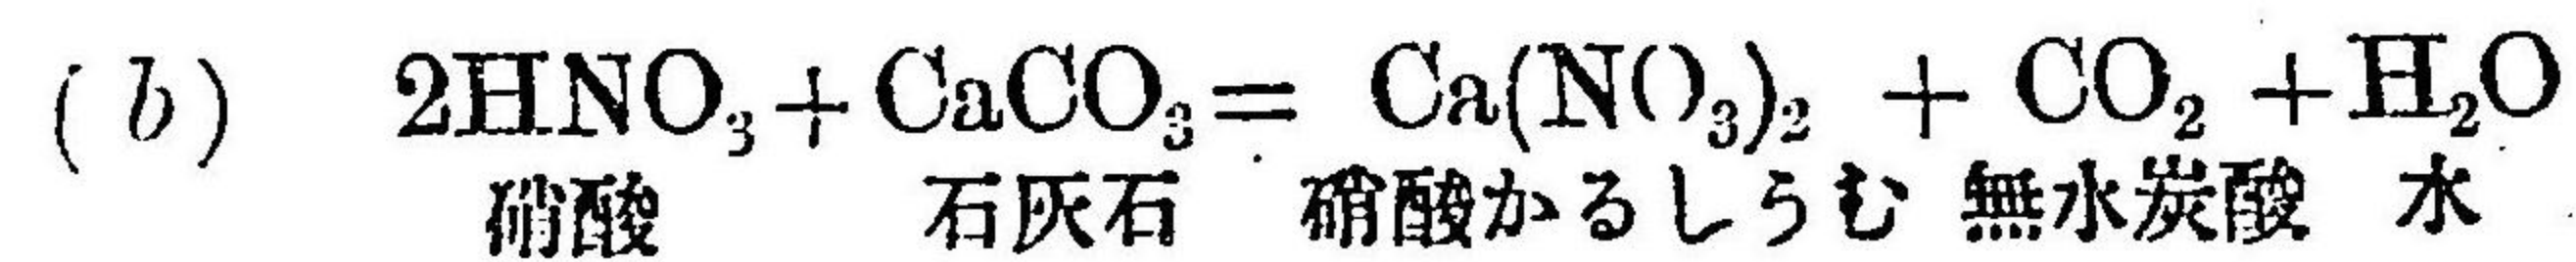 (b) 2HNO₃ + CaCO₃ = Ca(NO₃)₂ + CO₂ + H₂O
硝酸 石灰石 硝酸かるしうむ 無水炭酸 水